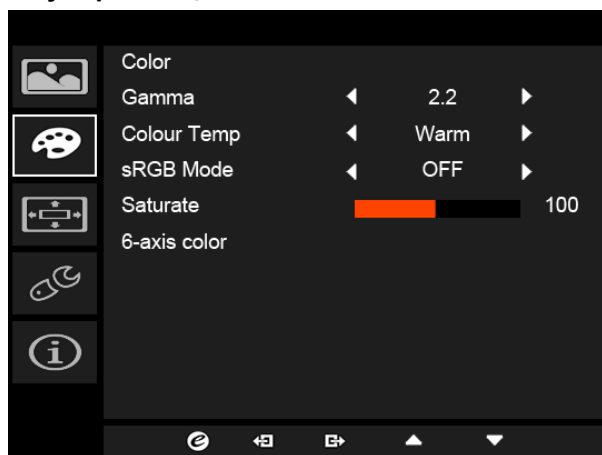 Color
Gamma 2.2
Colour Temp Warm
sRGB Mode OFF
Saturate 100
6-axis color